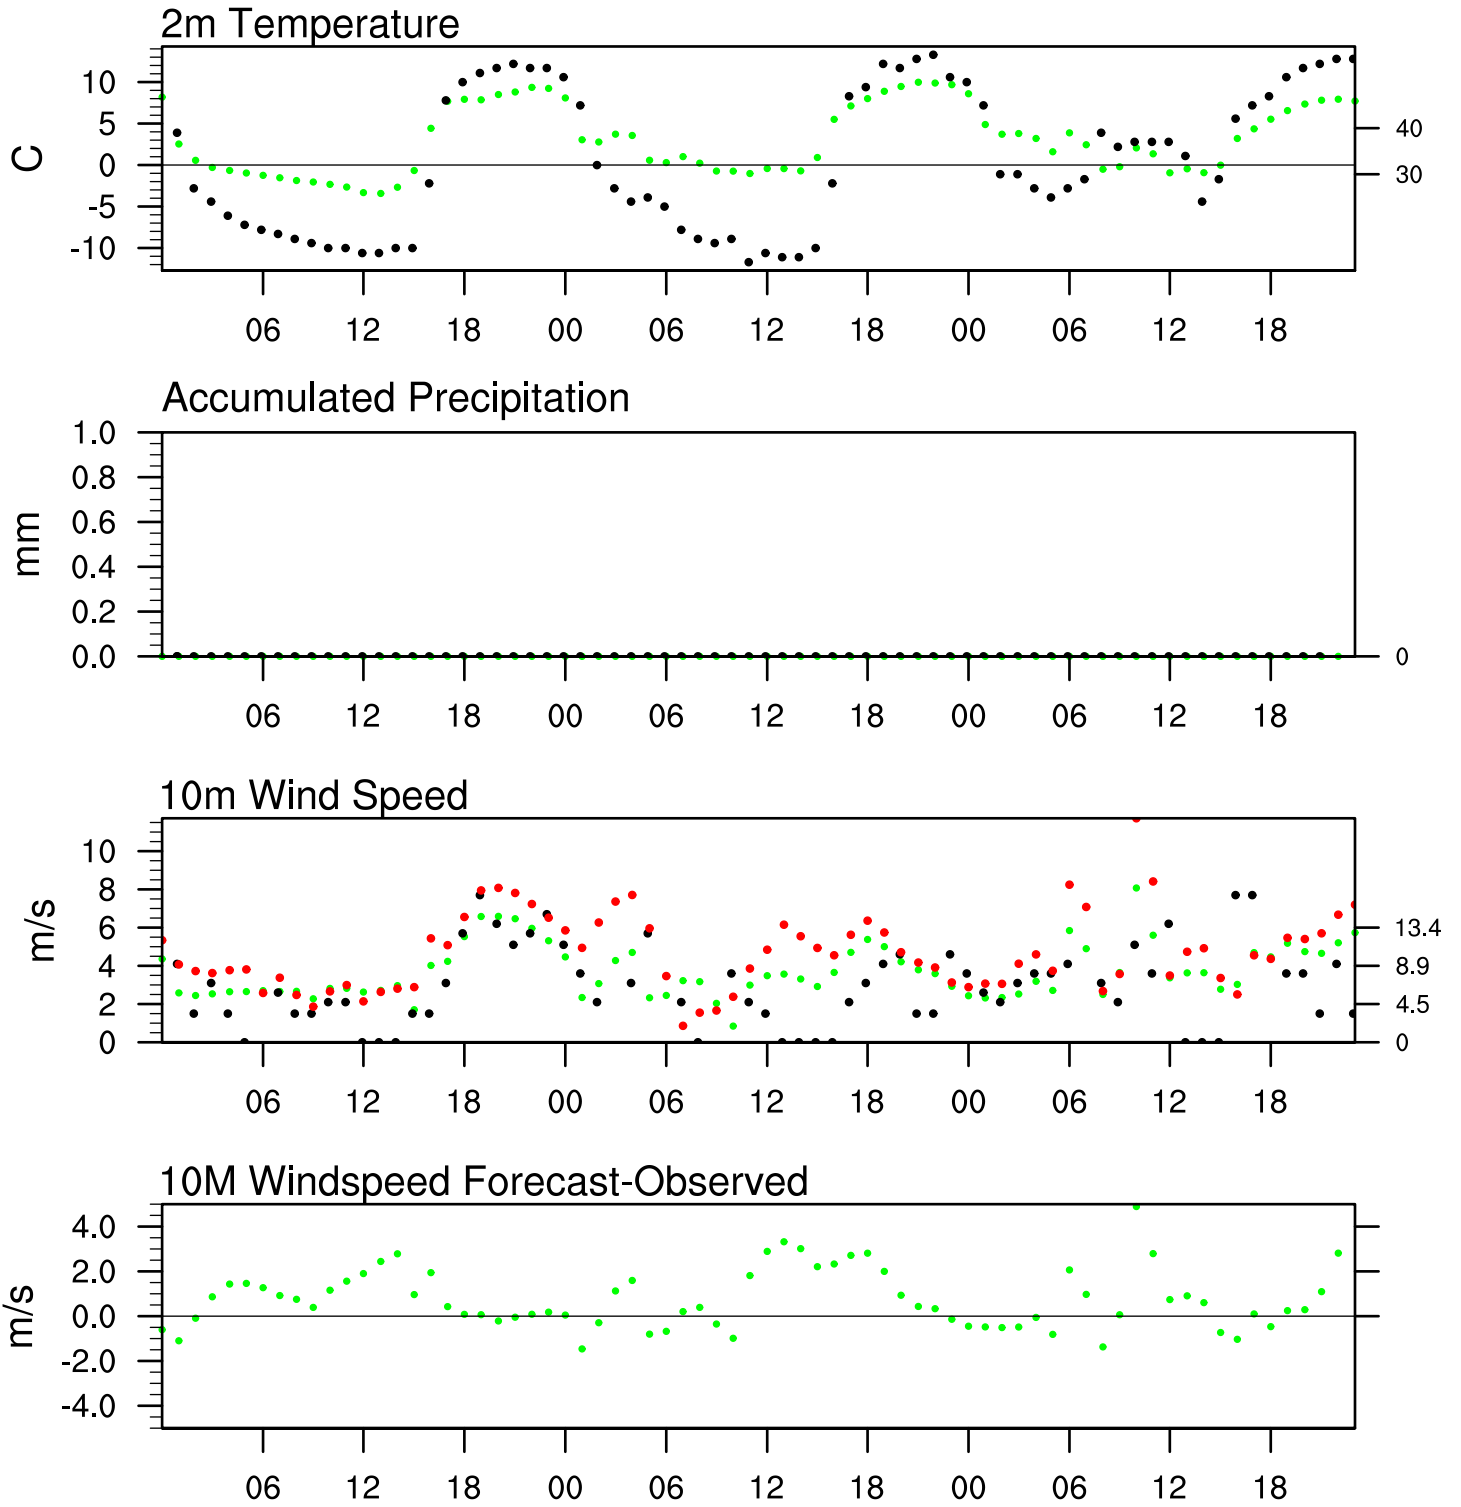 2m Temperature
10
5
0
-5
-10
C
40
30
06 12 18 00 06 12 18 00 06 12 18
Accumulated Precipitation
1.0
0.8
0.6
0.4
0.2
0.0
mm
0
06 12 18 00 06 12 18 00 06 12 18
10m Wind Speed
10
8
6
4
2
0
m/s
13.4
8.9
4.5
0
06 12 18 00 06 12 18 00 06 12 18
10M Windspeed Forecast-Observed
4.0
2.0
0.0
-2.0
-4.0
m/s
06 12 18 00 06 12 18 00 06 12 18